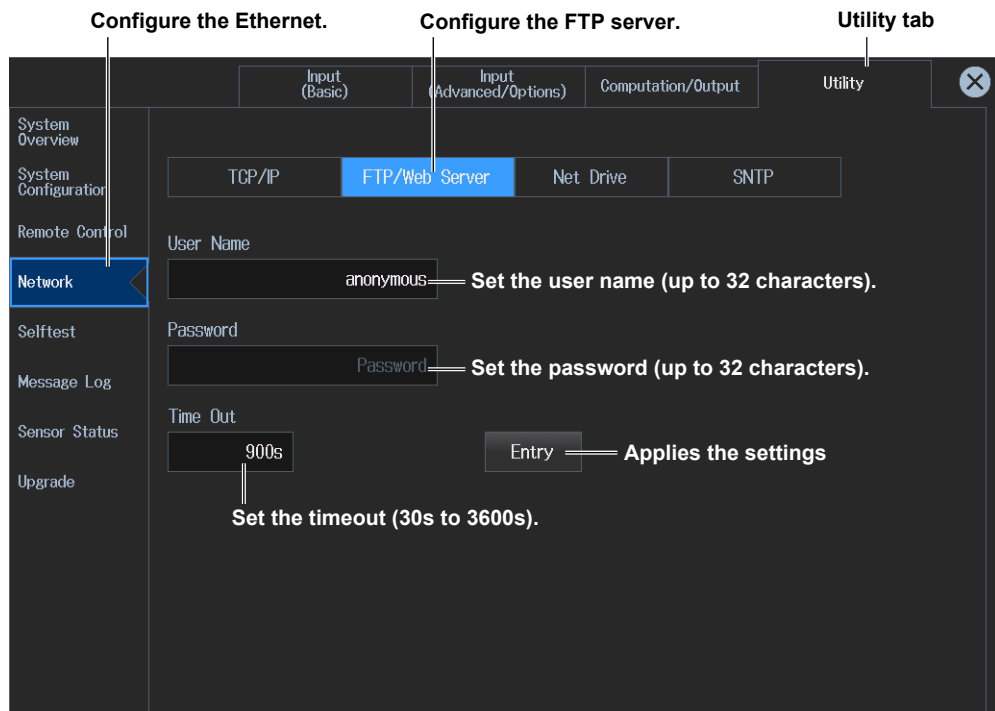 Configure the Ethernet.
Configure the FTP server.
Utility tab
Input
(Basic)
Input
(Advanced/Options)
Computation/Output
Utility
System
Overview
System
Configuration
Remote Control
Network
Selftest
Message Log
Sensor Status
Upgrade
TCP/IP
FTP/Web Server
Net Drive
SNTP
User Name
anonymous
Set the user name (up to 32 characters).
Password
Password
Set the password (up to 32 characters).
Time Out
900s
Entry
Applies the settings
Set the timeout (30s to 3600s).